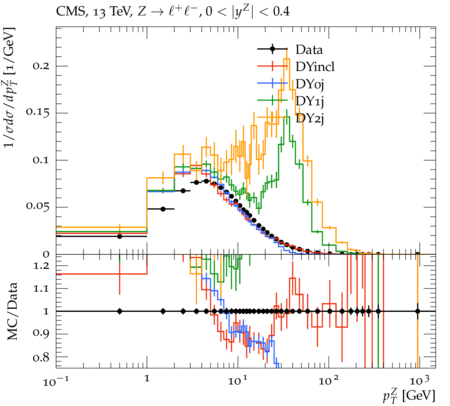 CMS, 13 TeV, Z → ℓ⁺ℓ⁻, 0 < |y^Z| < 0.4
1/σdσ/dp_T^Z [1/GeV]
Data
DYincl
DY0j
DY1j
DY2j
0.2
0.15
0.1
0.05
0
MC/Data
1.2
1.1
1
0.9
0.8
10⁻¹
1
10¹
10²
10³
p_T^Z [GeV]